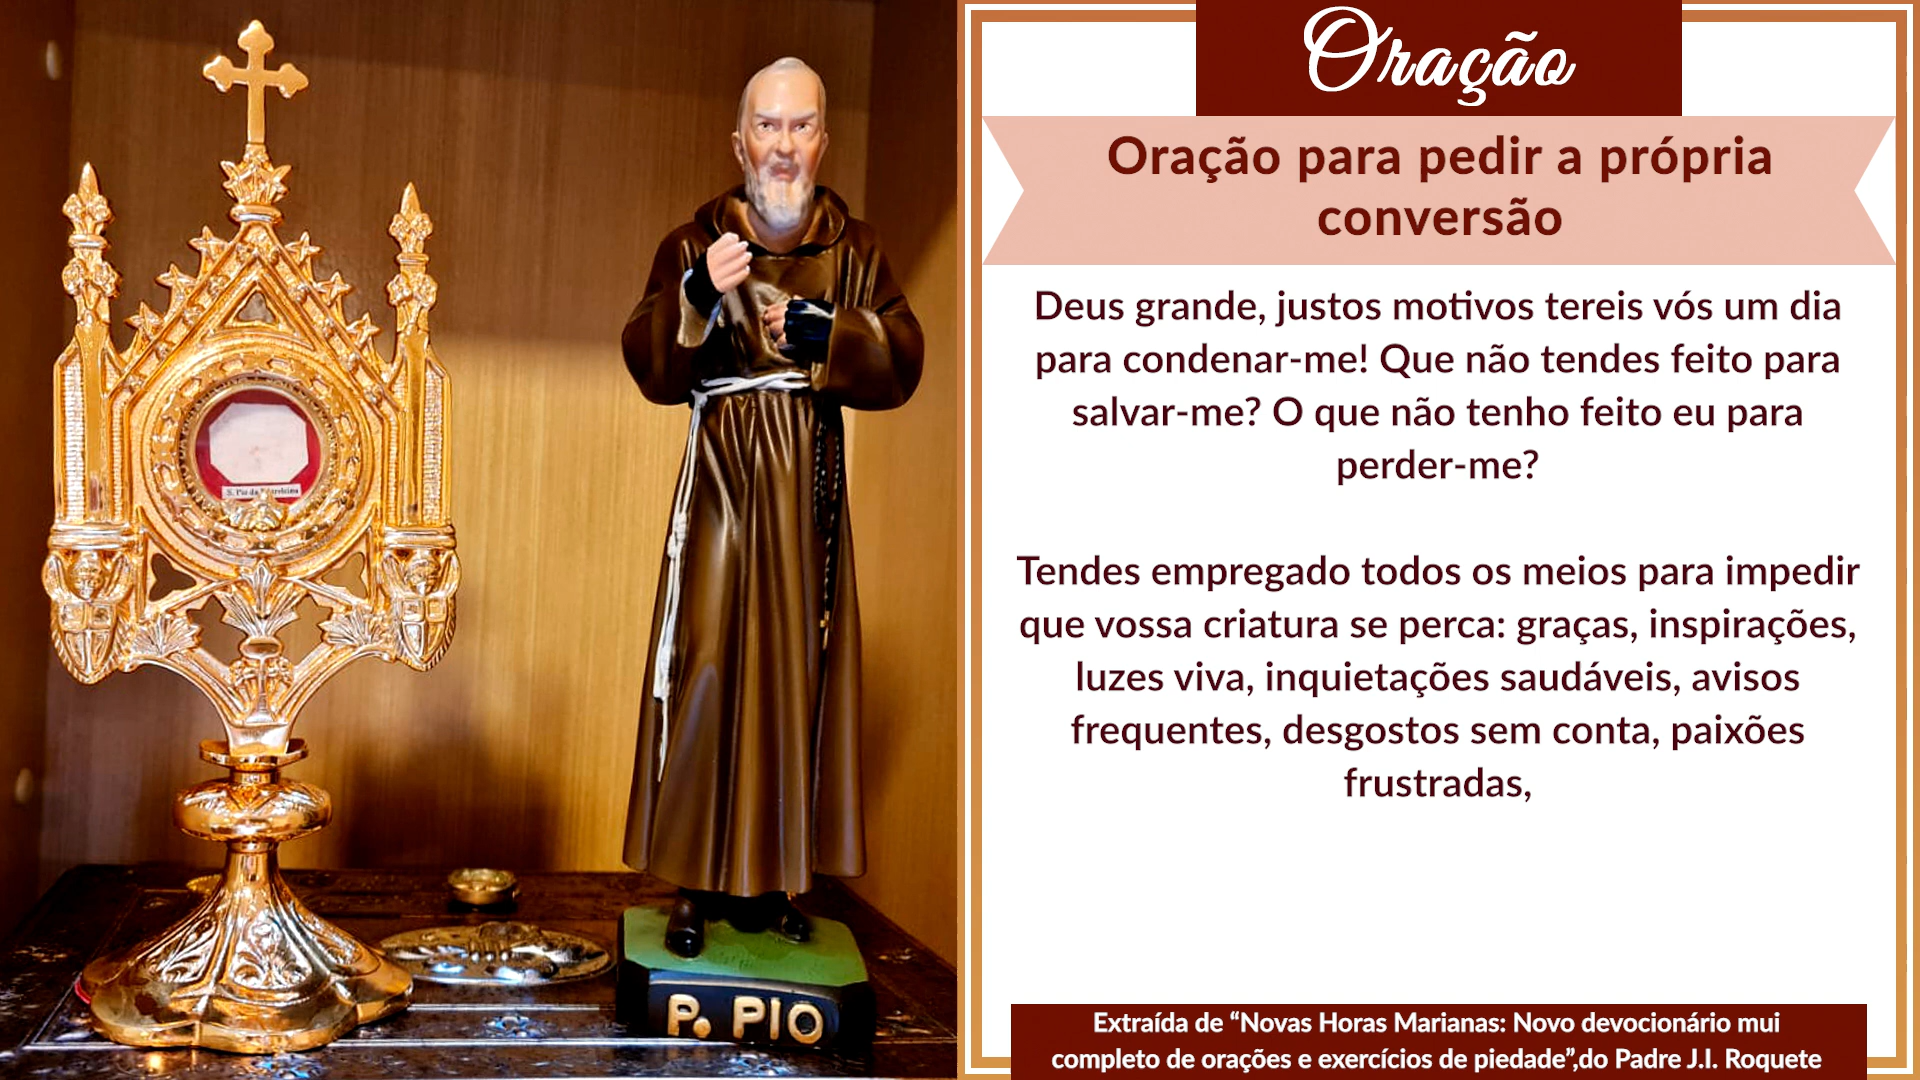 Oração
Oração para pedir a própria
conversão
Deus grande, justos motivos tereis vós um dia
para condenar-me! Que não tendes feito para
salvar-me? O que não tenho feito eu para
perder-me?
Tendes empregado todos os meios para impedir
que vossa criatura se perca: graças, inspirações,
luzes viva, inquietações saudáveis, avisos
frequentes, desgostos sem conta, paixões
frustradas,
Extraída de “Novas Horas Marianas: Novo devocionário mui
completo de orações e exercícios de piedade”,do Padre J.I. Roquete
S. Pio da
P. PIO